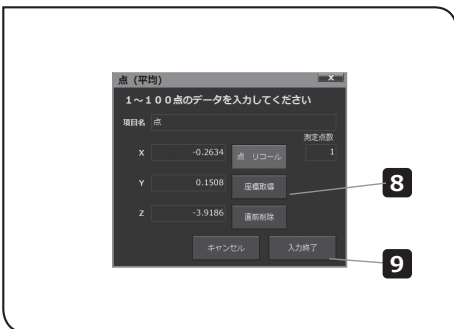 点 (平均)
x
1～100点のデータを入力してください
項目名 点
測定点数
X -0.2634 点 リコール 1
Y 0.1508 座標取得
8
Z -3.9186 直前削除
キャンセル 入力終了
9